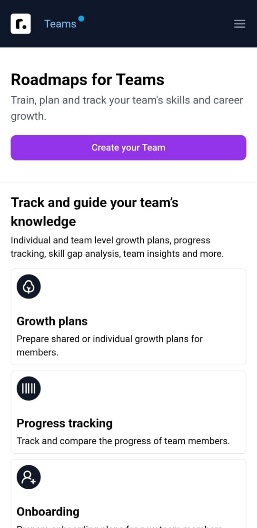 r.
Teams
Roadmaps for Teams
Train, plan and track your team's skills and career
growth.
Create your Team
Track and guide your team's
knowledge
Individual and team level growth plans, progress
tracking, skill gap analysis, team insights and more.
Growth plans
Prepare shared or individual growth plans for
members.
Progress tracking
Track and compare the progress of team members.
Onboarding